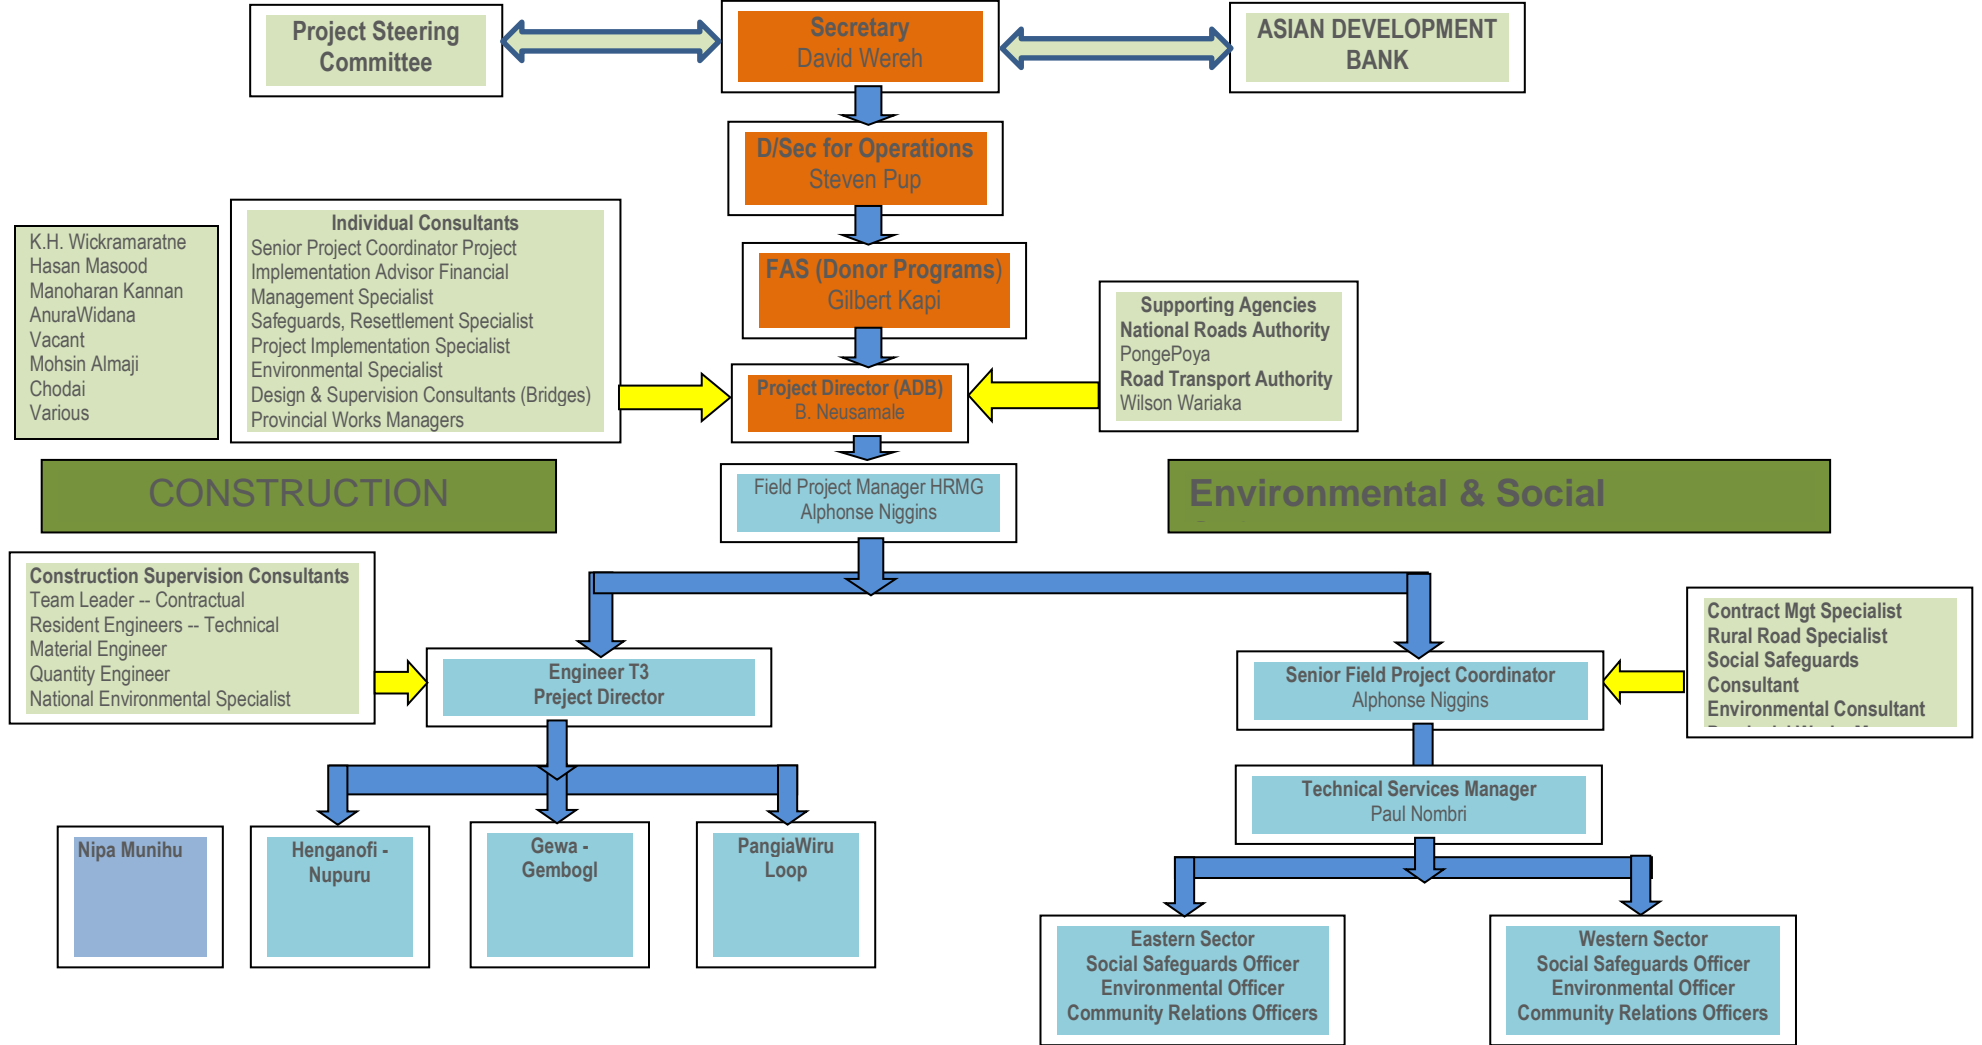 Project Steering
Committee
Secretary
David Wereh
ASIAN DEVELOPMENT
BANK
D/Sec for Operations
Steven Pup
FAS (Donor Programs)
Gilbert Kapi
K.H. Wickramaratne
Hasan Masood
Manoharan Kannan
AnuraWidana
Vacant
Mohsin Almaji
Chodai
Various
Individual Consultants
Senior Project Coordinator Project
Implementation Advisor Financial
Management Specialist
Safeguards, Resettlement Specialist
Project Implementation Specialist
Environmental Specialist
Design & Supervision Consultants (Bridges)
Provincial Works Managers
Supporting Agencies
National Roads Authority
PongePoya
Road Transport Authority
Wilson Wariaka
Project Director (ADB)
B. Neusamale
CONSTRUCTION
Field Project Manager HRMG
Alphonse Niggins
Environmental & Social
Construction Supervision Consultants
Team Leader -- Contractual
Resident Engineers -- Technical
Material Engineer
Quantity Engineer
National Environmental Specialist
Engineer T3
Preject Director
Senior Field Project Coordinator
Alphonse Niggins
Contract Mgt Specialist
Rural Road Specialist
Social Safeguards
Consultant
Environmental Consultant
Technical Services Manager
Paul Nombri
Nipa Munihu
Henganofi -
Nupuru
Gewa -
Gembogl
PangiaWiru
Loop
Eastern Sector
Social Safeguards Officer
Environmental Officer
Community Relations Officers
Western Sector
Social Safeguards Officer
Environmental Officer
Community Relations Officers